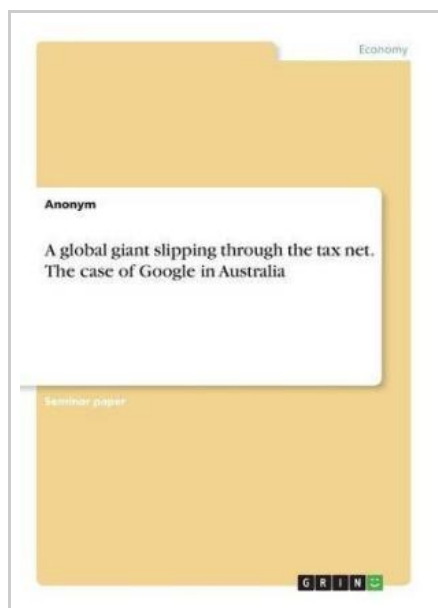 Economy
Anonym
A global giant slipping through the tax net.
The case of Google in Australia
Seminar paper
GRIN